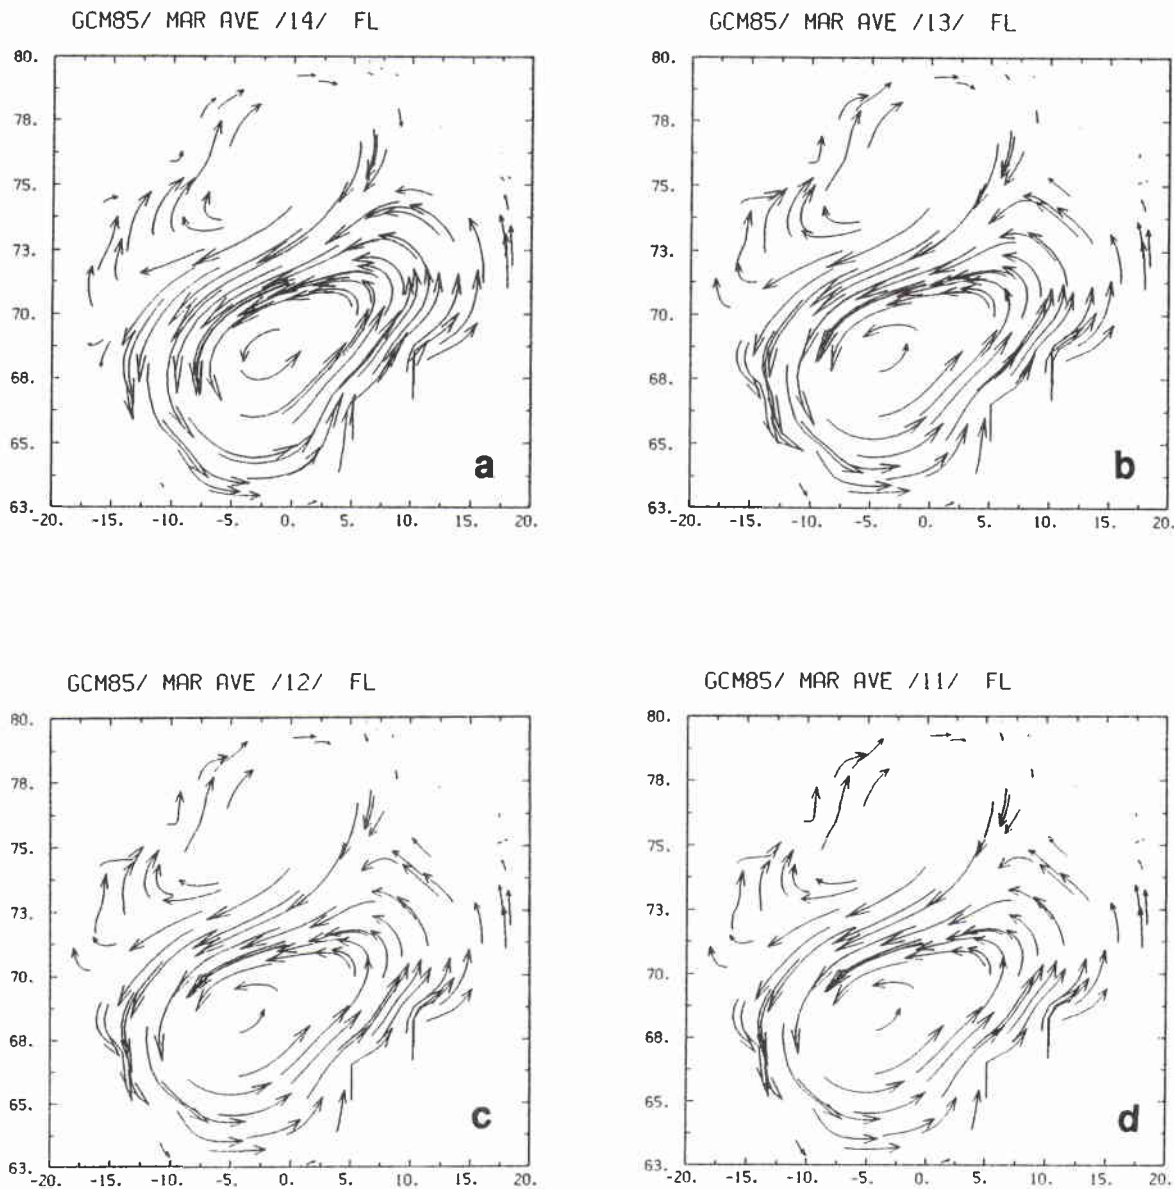 GCM85/ MAR AVE /14/ FL
80.
78.
75.
73.
70.
68.
65.
63.
-20. -15. -10. -5. 0. 5. 10. 15. 20.
a
GCM85/ MAR AVE /13/ FL
80.
78.
75.
73.
70.
68.
65.
63.
-20. -15. -10. -5. 0. 5. 10. 15. 20.
b
GCM85/ MAR AVE /12/ FL
80.
78.
75.
73.
70.
68.
65.
63.
-20. -15. -10. -5. 0. 5. 10. 15. 20.
c
GCM85/ MAR AVE /11/ FL
80.
78.
75.
73.
70.
68.
65.
63.
-20. -15. -10. -5. 0. 5. 10. 15. 20.
d